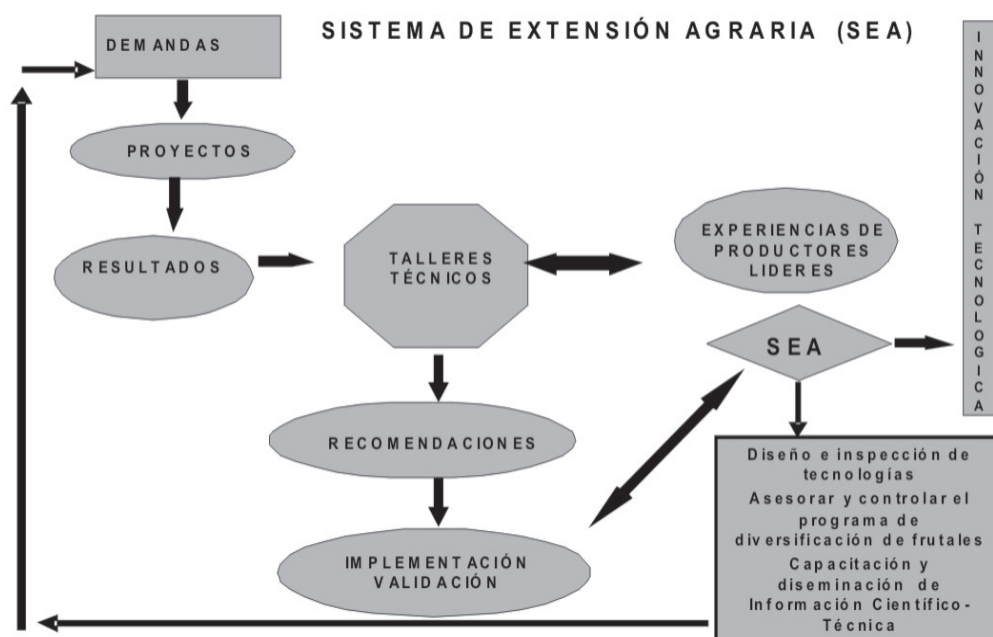 SISTEMA DE EXTENSIÓN AGRARIA (SEA)
DEMANDAS
PROYECTOS
RESULTADOS
TALLERES
TÉCNICOS
EXPERIENCIAS DE
PRODUCTORES
LIDERES
SEA
INNOVACIÓN TECNOLOGICA
RECOMENDACIONES
IMPLEMENTACIÓN
VALIDACIÓN
Diseño e inspección de
tecnologías
Asesorar y controlar el
programa de
diversificación de frutales
Capacitación y
diseminación de
Información Científico-
Técnica